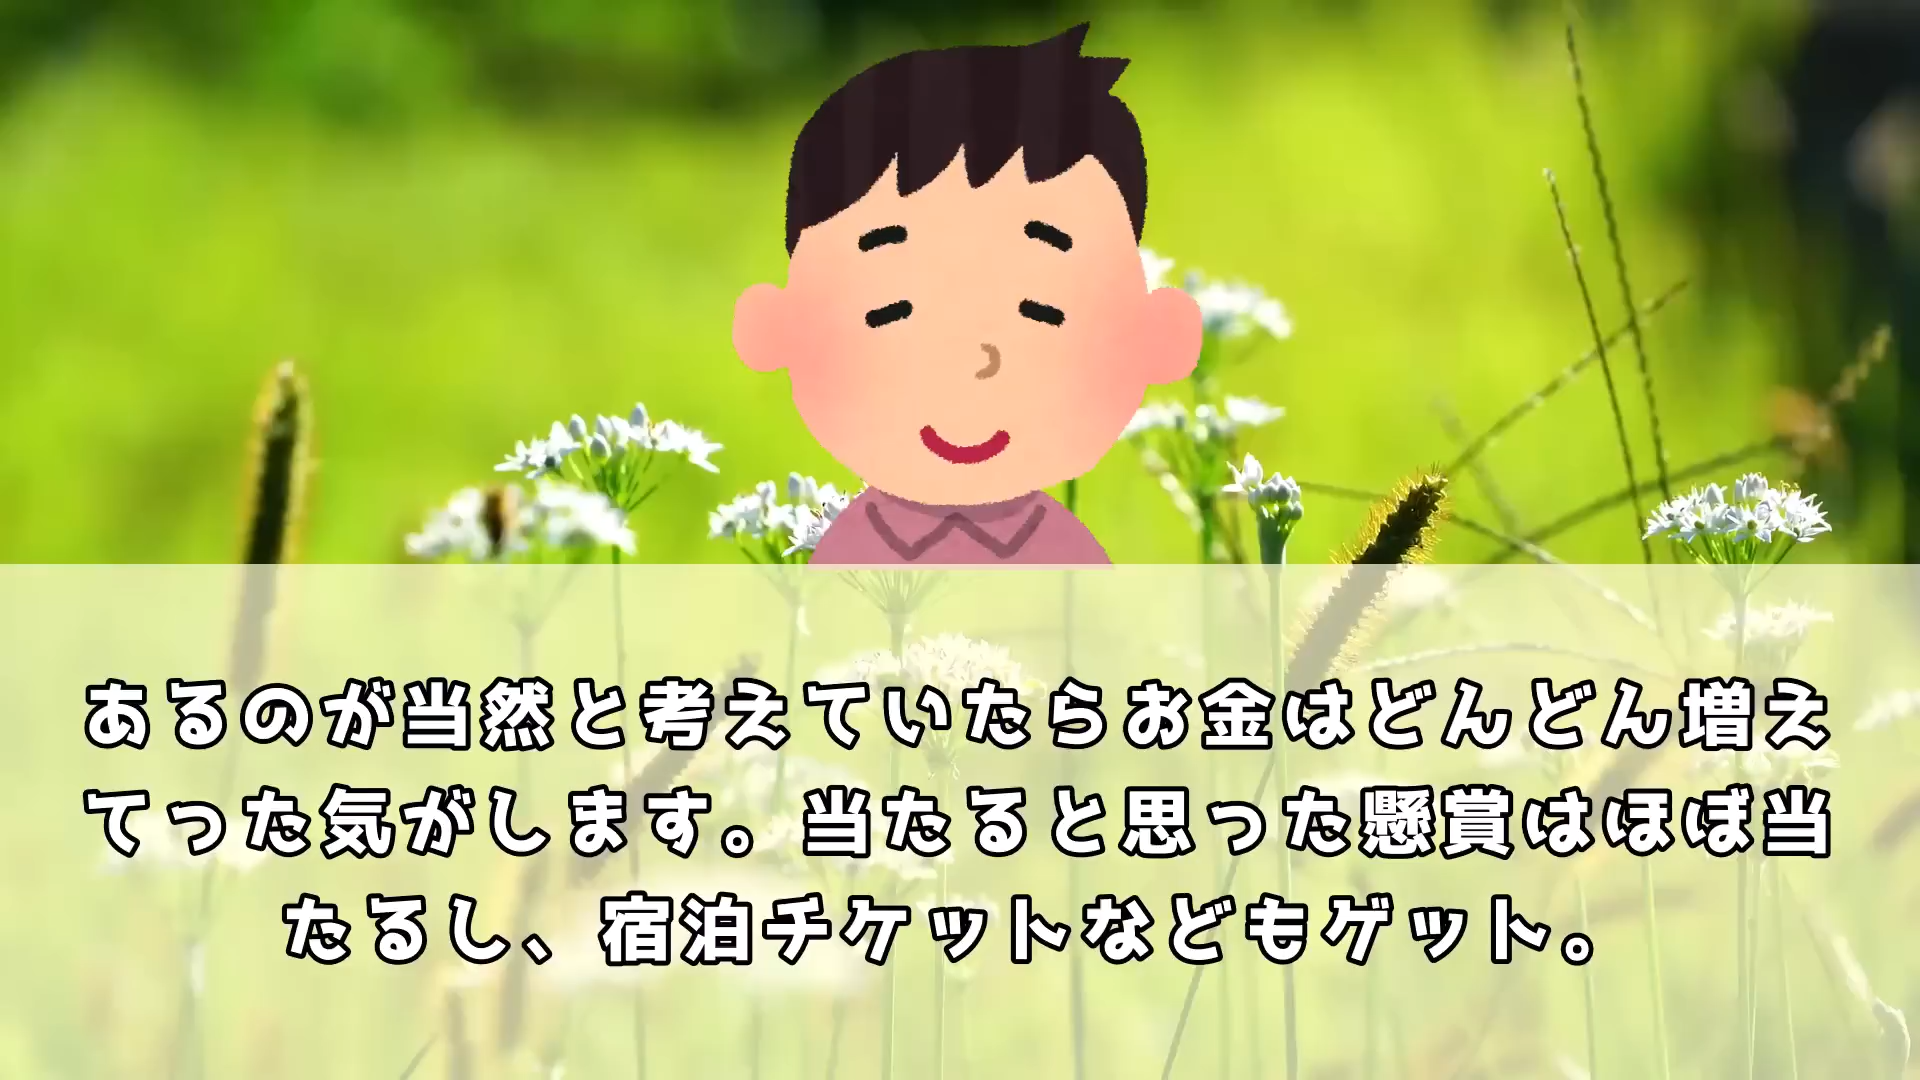 あるのが当然と考えていたらお金はどんどん増え
てった気がします。当たると思った懸賞はほぼ当
たるし、宿泊チケットなどもゲット。